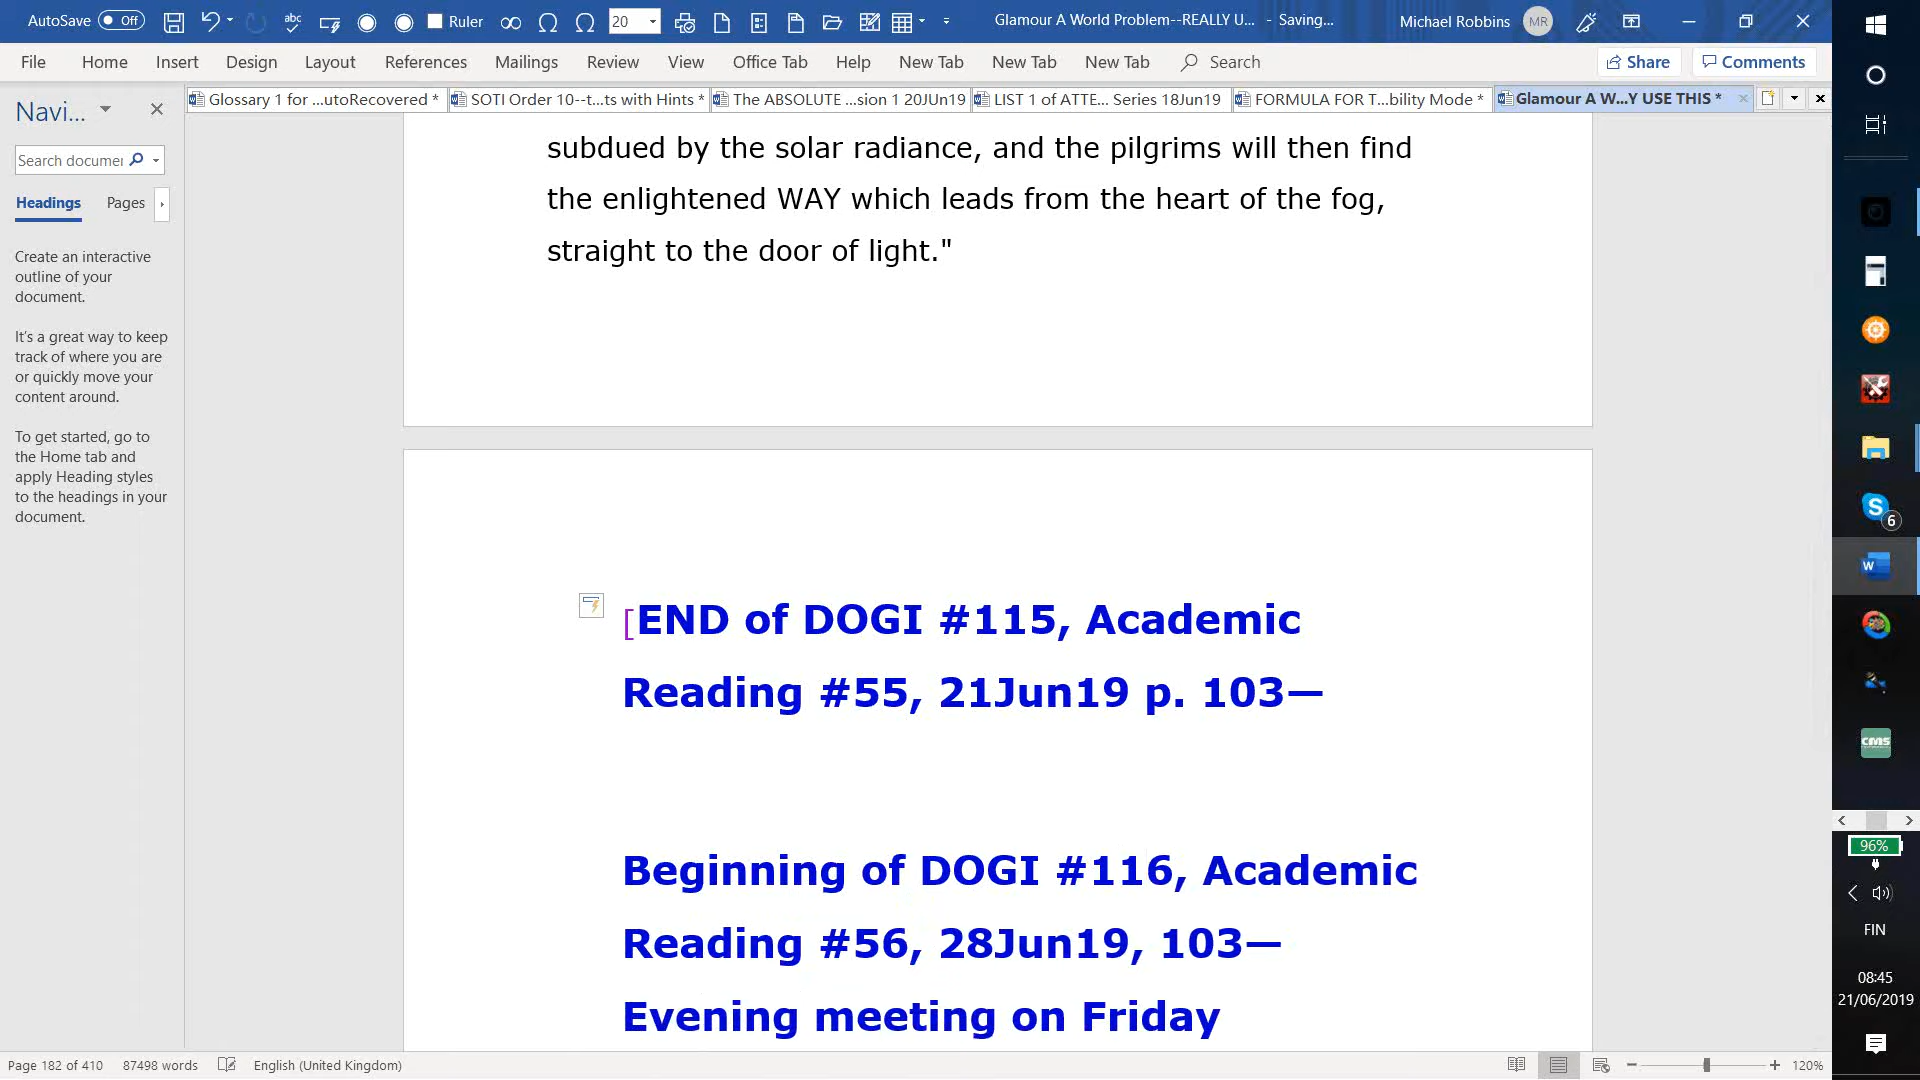 AutoSave Off abc Ruler 20 Glamour A World Problem--REALLY U... - Saving... Michael Robbins MR
File Home Insert Design Layout References Mailings Review View Office Tab Help New Tab New Tab New Tab Search Share Comments
Navi...
Glossary 1 for ...utoRecovered * SOTI Order 10--t...ts with Hints * The ABSOLUTE ...sion 1 20JUn19 LIST 1 of ATTE... Series 18Jun19 FORMULA FOR T...bility Mode * Glamour A W...Y USE THIS *
Search documen
Headings Pages
Create an interactive
outline of your
document.
It's a great way to keep
track of where you are
or quickly move your
content around.
To get started, go to
the Home tab and
apply Heading styles
to the headings in your
document.
subdued by the solar radiance, and the pilgrims will then find
the enlightened WAY which leads from the heart of the fog,
straight to the door of light."
[END of DOGI #115, Academic
Reading #55, 21Jun19 p. 103—
Beginning of DOGI #116, Academic
Reading #56, 28Jun19, 103—
Evening meeting on Friday
Page 182 of 410 87498 words English (United Kingdom) 120%
S
6
W
CMS
96%
FIN
08:45
21/06/2019